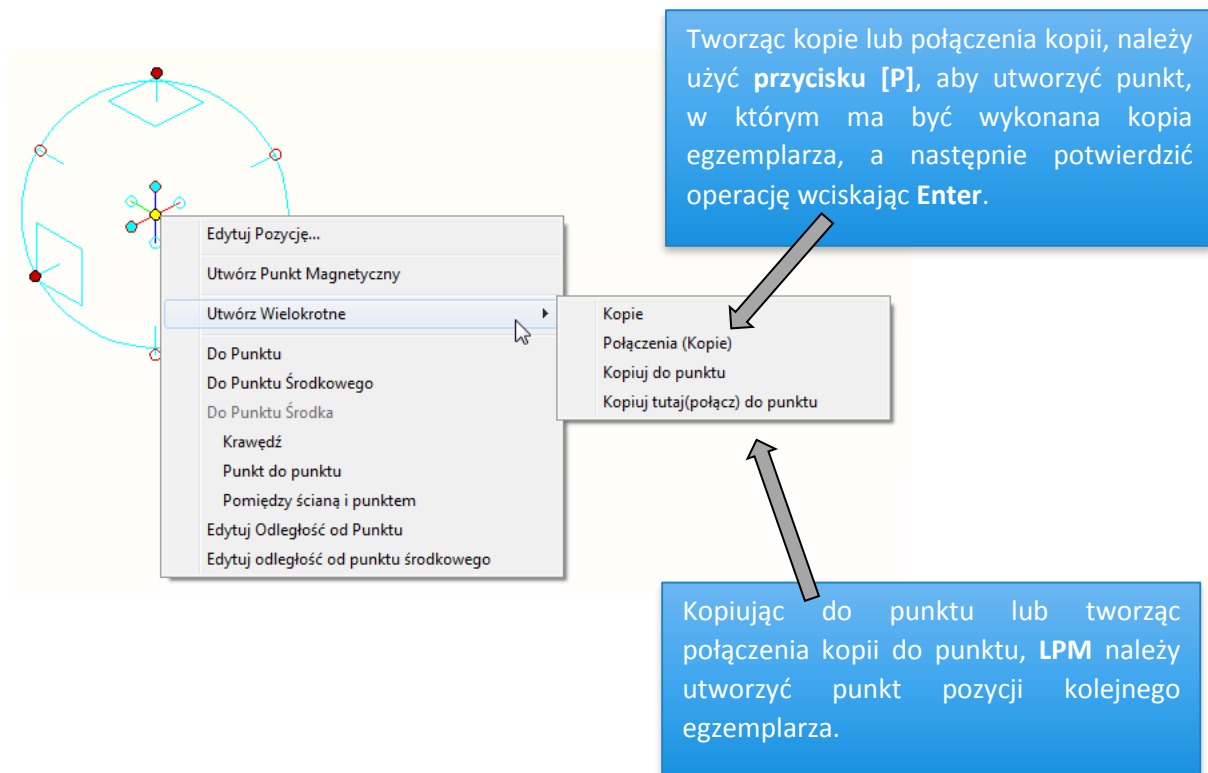 Tworząc kopie lub połączenia kopii, należy
użyć przycisku [P], aby utworzyć punkt,
w którym ma być wykonana kopia
egzemplarza, a następnie potwierdzić
operację wciskając Enter.
Edytuj Pozycję...
Utwórz Punkt Magnetyczny
Utwórz Wielokrotne
Do Punktu
Do Punktu Środkowego
Do Punktu Środka
Krawędź
Punkt do punktu
Pomiędzy ścianą i punktem
Edytuj Odległość od Punktu
Edytuj odległość od punktu środkowego
Kopie
Połączenia (Kopie)
Kopiuj do punktu
Kopiuj tutaj(połącz) do punktu
Kopiując do punktu lub tworząc
połączenia kopii do punktu, LPM należy
utworzyć punkt pozycji kolejnego
egzemplarza.